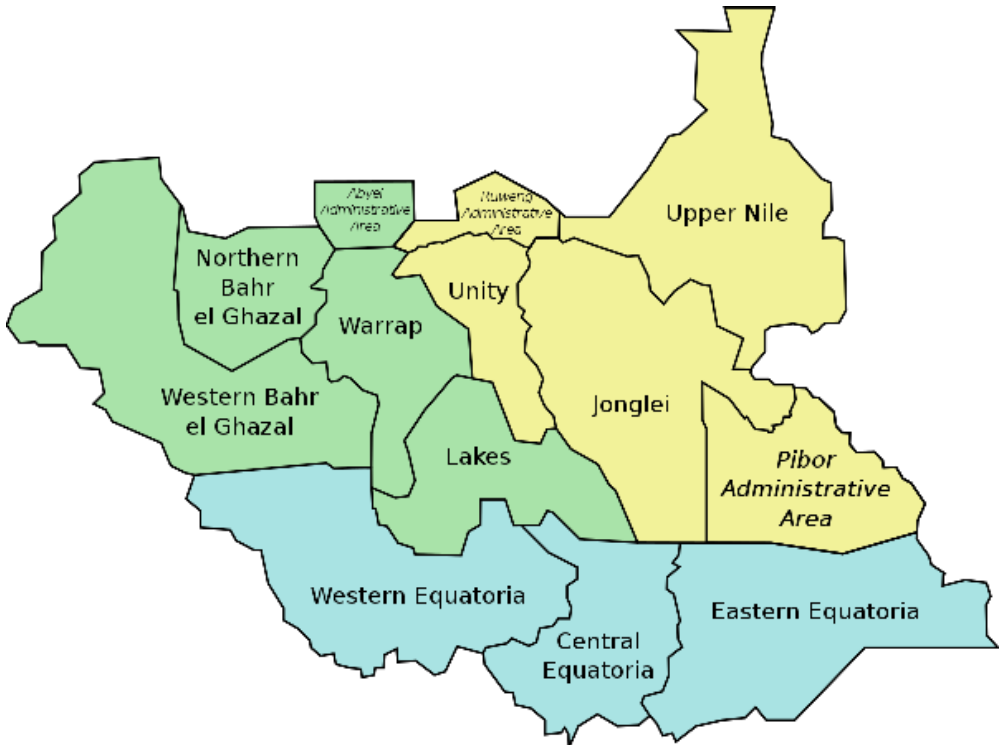 Abyei
Administrative
Area
Ruweng
Administrative
Area
Upper Nile
Northern
Bahr
el Ghazal
Unity
Warrap
Western Bahr
el Ghazal
Jonglei
Lakes
Pibor
Administrative
Area
Western Equatoria
Eastern Equatoria
Central
Equatoria